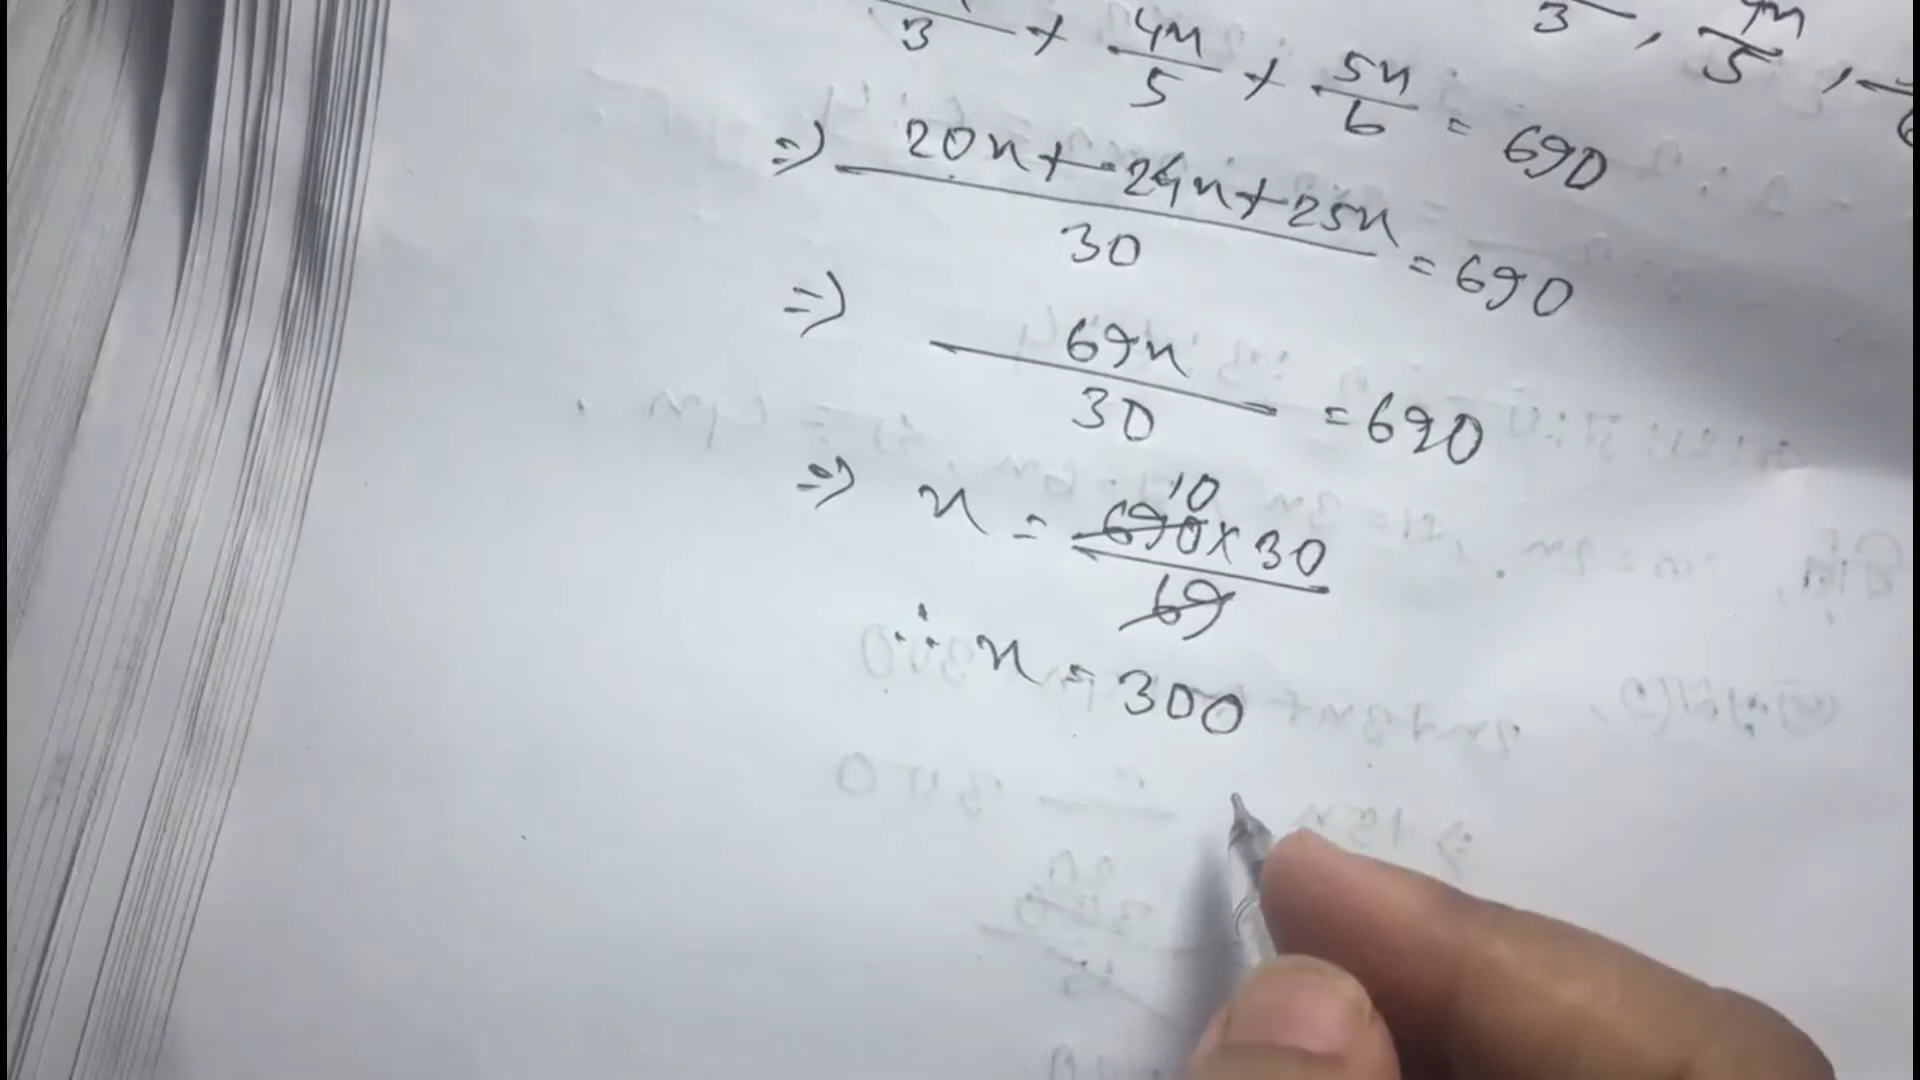 3 + 4x/5 + 5x/6 = 690
3 , 4x/5 ,
=> 20x + 24x + 25x / 30 = 690
=> 69x / 30 = 690
10
=> x = 690 × 30 / 69
∴ x = 300